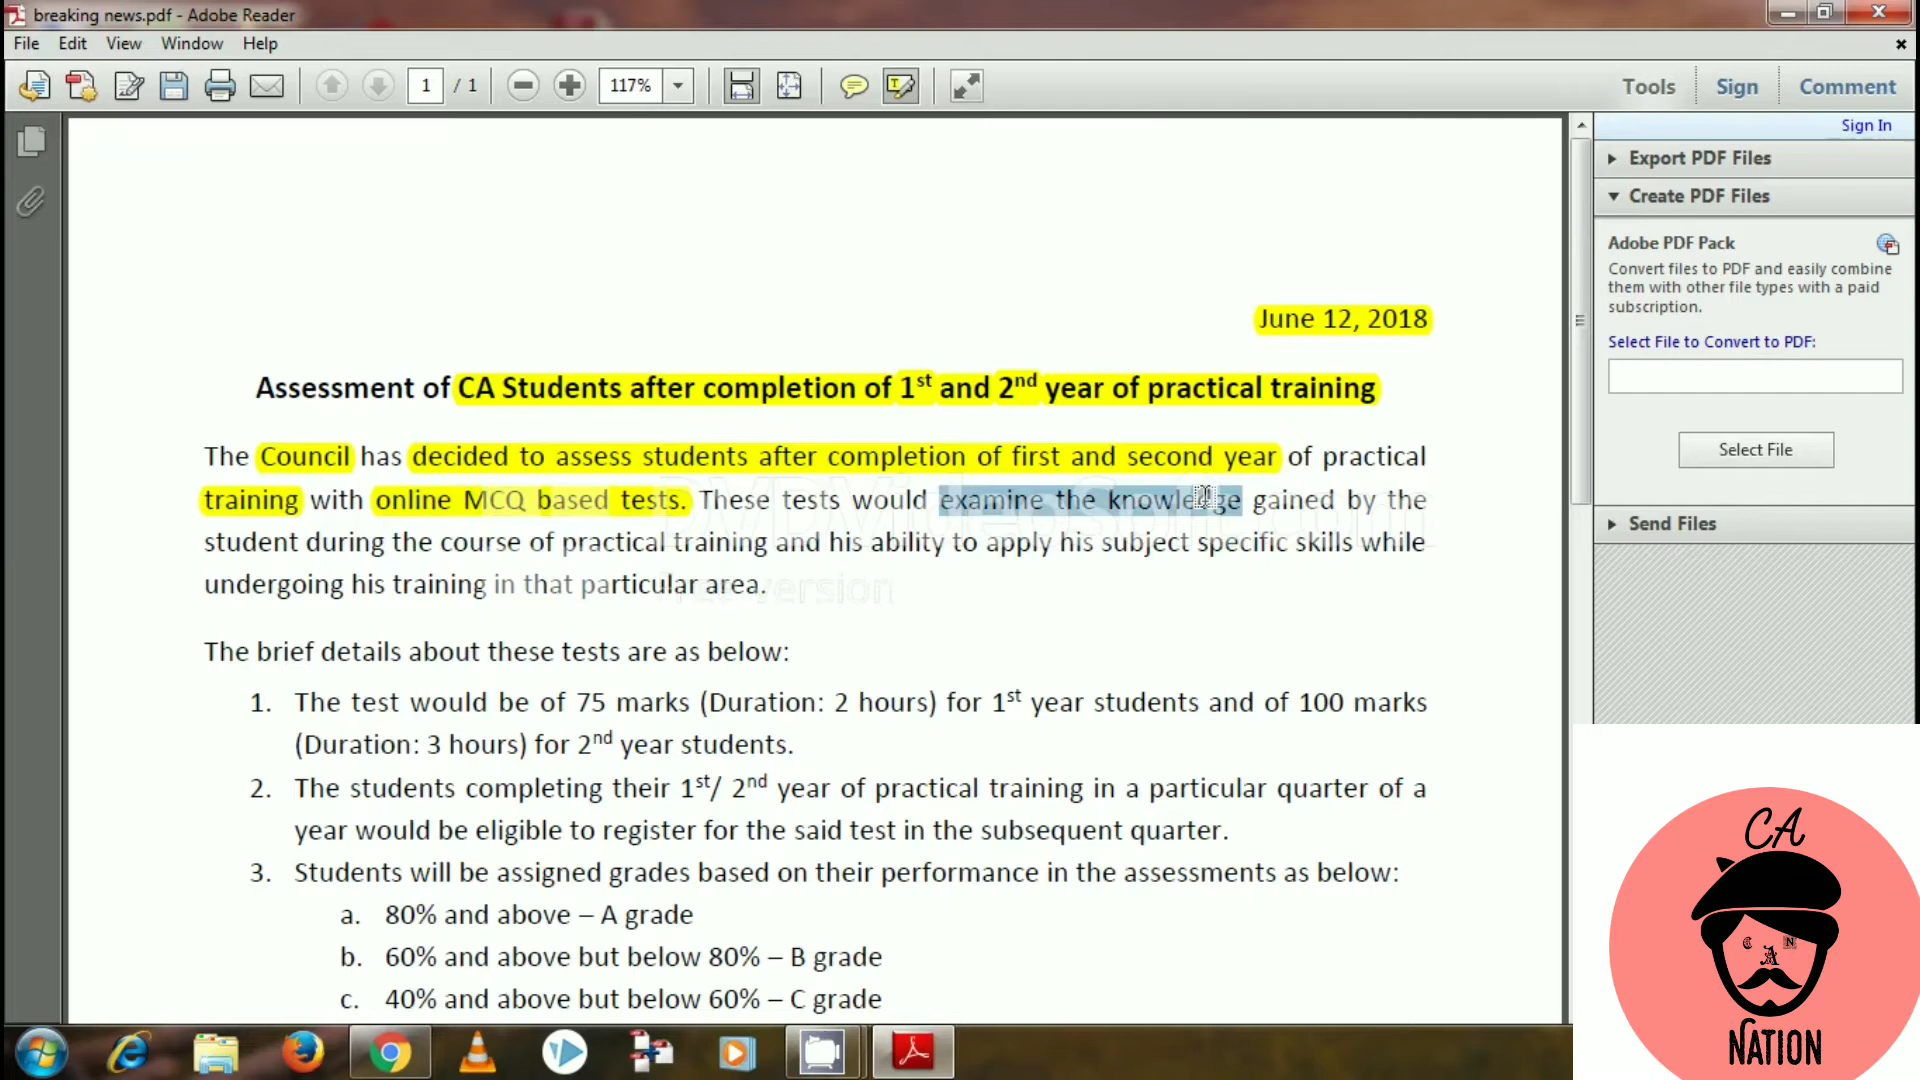 breaking news.pdf - Adobe Reader
File Edit View Window Help
1 / 1 117% Tools Sign Comment
Sign In
Export PDF Files
Create PDF Files
Adobe PDF Pack
Convert files to PDF and easily combine
them with other file types with a paid
subscription.
Select File to Convert to PDF:
Select File
Send Files
June 12, 2018
Assessment of CA Students after completion of 1st and 2nd year of practical training
The Council has decided to assess students after completion of first and second year of practical
training with online MCQ based tests. These tests would examine the knowledge gained by the
student during the course of practical training and his ability to apply his subject specific skills while
undergoing his training in that particular area.
DVDVideoSoft.com
free version
The brief details about these tests are as below:
1. The test would be of 75 marks (Duration: 2 hours) for 1st year students and of 100 marks
(Duration: 3 hours) for 2nd year students.
2. The students completing their 1st/ 2nd year of practical training in a particular quarter of a
year would be eligible to register for the said test in the subsequent quarter.
3. Students will be assigned grades based on their performance in the assessments as below:
a. 80% and above – A grade
b. 60% and above but below 80% – B grade
c. 40% and above but below 60% – C grade
CA
C N
A
NATION